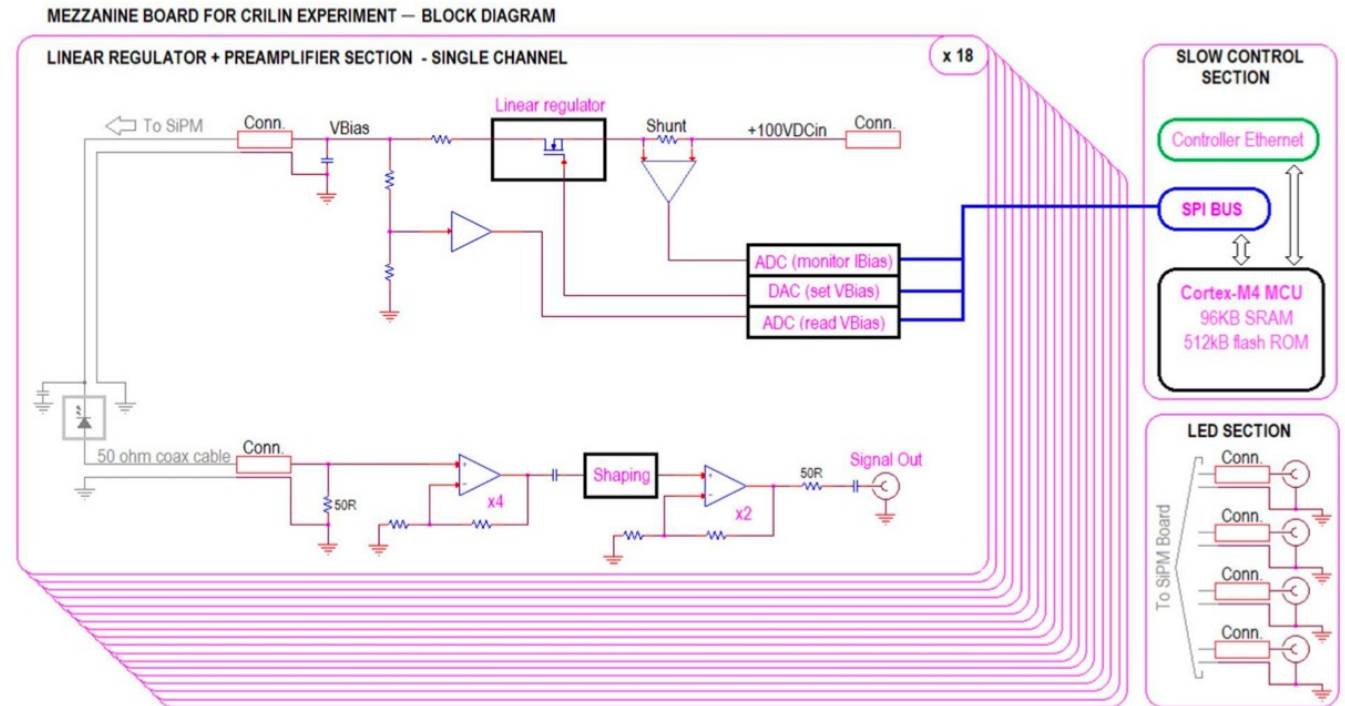 MEZZANINE BOARD FOR CRILIN EXPERIMENT — BLOCK DIAGRAM
LINEAR REGULATOR + PREAMPLIFIER SECTION - SINGLE CHANNEL
x 18
To SiPM
Conn.
VBias
Linear regulator
Shunt
+100VDCin
Conn.
ADC (monitor IBias)
DAC (set VBias)
ADC (read VBias)
50 ohm coax cable
Conn.
50R
x4
Shaping
x2
50R
Signal Out
SLOW CONTROL
SECTION
Controller Ethernet
SPI BUS
Cortex-M4 MCU
96KB SRAM
512kB flash ROM
LED SECTION
To SiPM Board
Conn.
Conn.
Conn.
Conn.